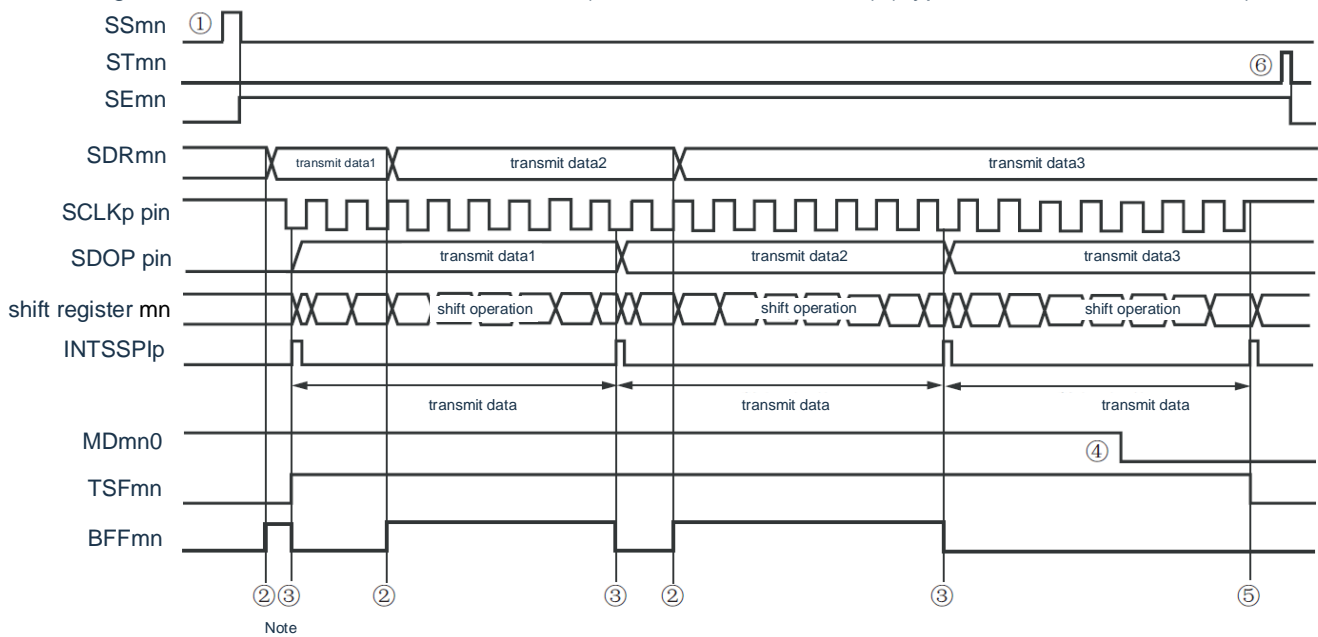 SSmn ①
STmn ⑥
SEmn
SDRmn transmit data1 transmit data2 transmit data3
SCLKp pin
SDOP pin transmit data1 transmit data2 transmit data3
shift register mn shift operation shift operation shift operation
INTSSPIp
transmit data transmit data transmit data
MDmn0 ④
TSFmn
BFFmn
②③ ② ③ ② ③ ⑤
Note